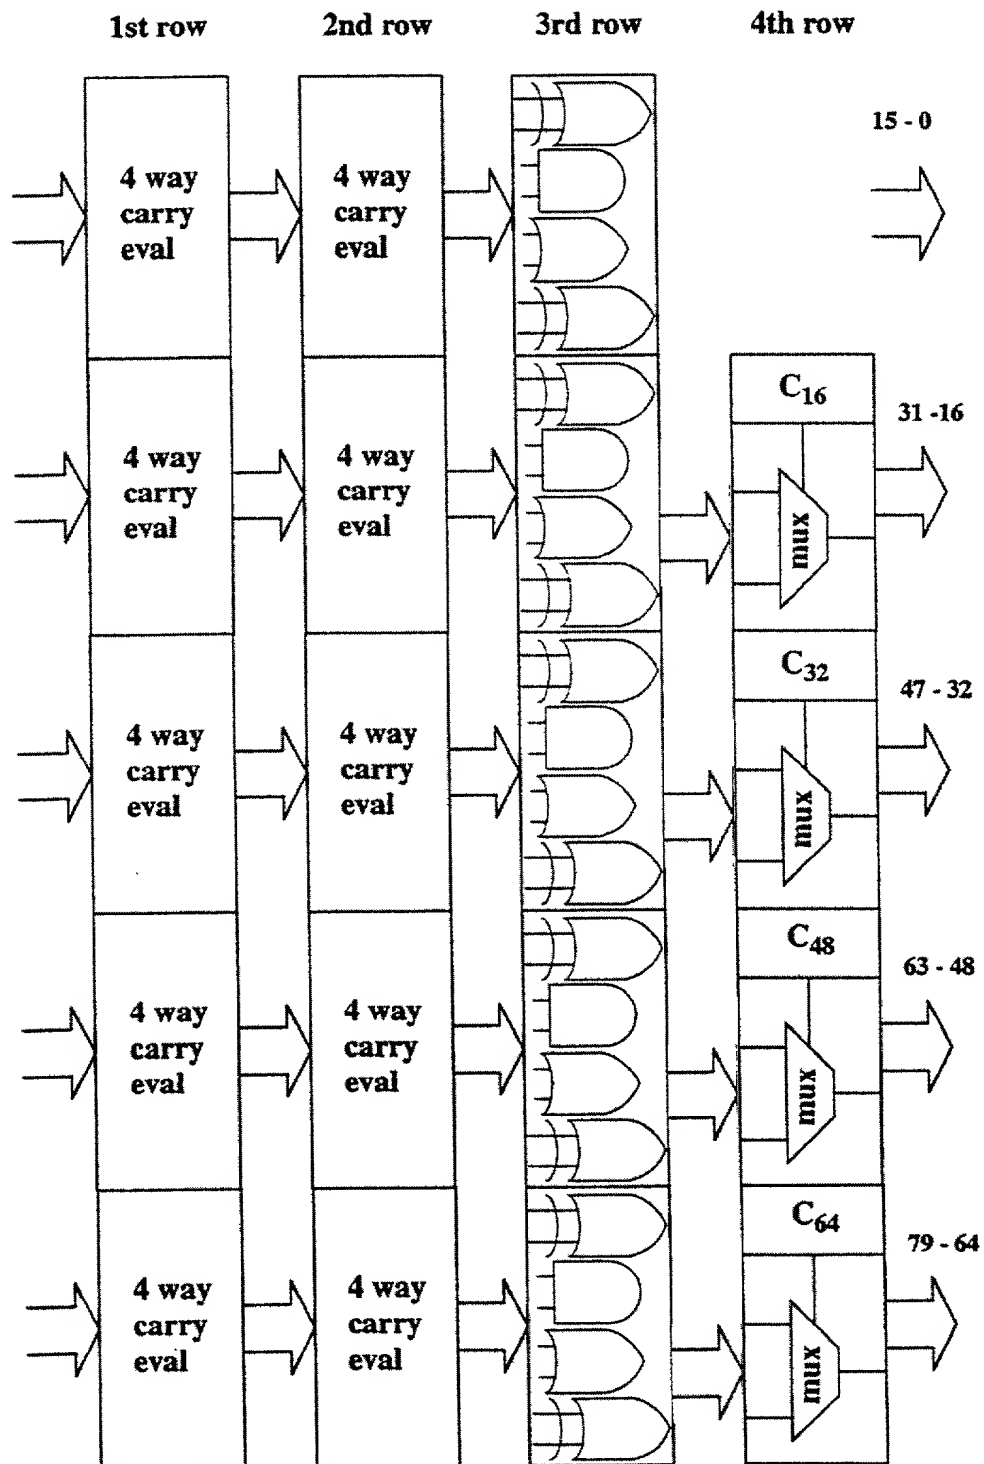 1st row 2nd row 3rd row 4th row
15 - 0
4 way
carry
eval
4 way
carry
eval
C16
31 -16
4 way
carry
eval
4 way
carry
eval
mux
C32
47 - 32
4 way
carry
eval
4 way
carry
eval
mux
C48
63 - 48
4 way
carry
eval
4 way
carry
eval
mux
C64
79 - 64
4 way
carry
eval
4 way
carry
eval
mux